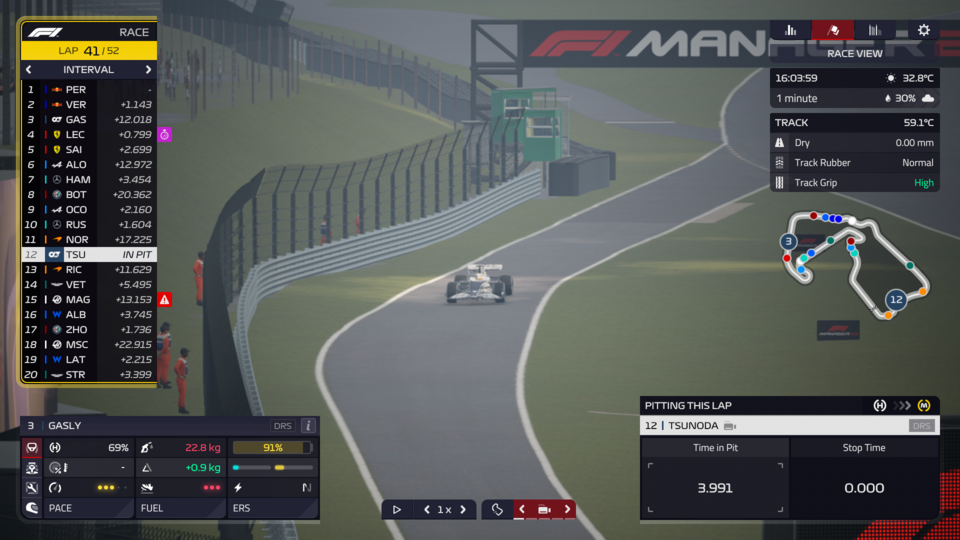 F1 MANAGER
F1 RACE
LAP 41 / 52
INTERVAL
1 PER -
2 VER +1.143
3 GAS +12.018
4 LEC +0.799
5 SAI +2.699
6 ALO +12.972
7 HAM +3.454
8 BOT +20.362
9 OCO +2.160
10 RUS +1.604
11 NOR +17.225
12 TSU IN PIT
13 RIC +11.629
14 VET +5.495
15 MAG +13.153
16 ALB +3.745
17 ZHO +1.736
18 MSC +22.915
19 LAT +2.215
20 STR +3.399
RACE VIEW
16:03:59 32.8°C
1 minute 30%
TRACK 59.1°C
Dry 0.00 mm
Track Rubber Normal
Track Grip High
3
12
3 GASLY DRS i
H 69% 22.8 kg 91%
- +0.9 kg
N
PACE FUEL ERS
1x
PITTING THIS LAP H >>> M
12 | TSUNODA DRS
Time in Pit Stop Time
3.991 0.000